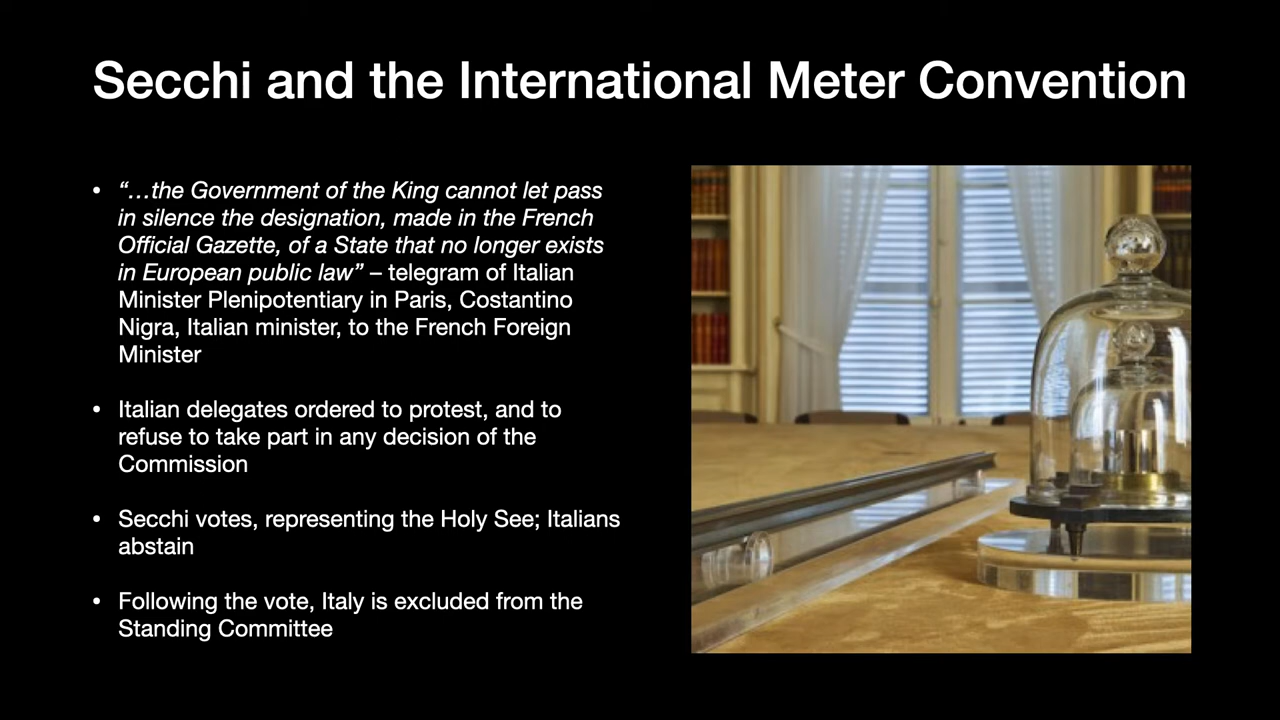 Secchi and the International Meter Convention
• “…the Government of the King cannot let pass
in silence the designation, made in the French
Official Gazette, of a State that no longer exists
in European public law” – telegram of Italian
Minister Plenipotentiary in Paris, Costantino
Nigra, Italian minister, to the French Foreign
Minister
• Italian delegates ordered to protest, and to
refuse to take part in any decision of the
Commission
• Secchi votes, representing the Holy See; Italians
abstain
• Following the vote, Italy is excluded from the
Standing Committee